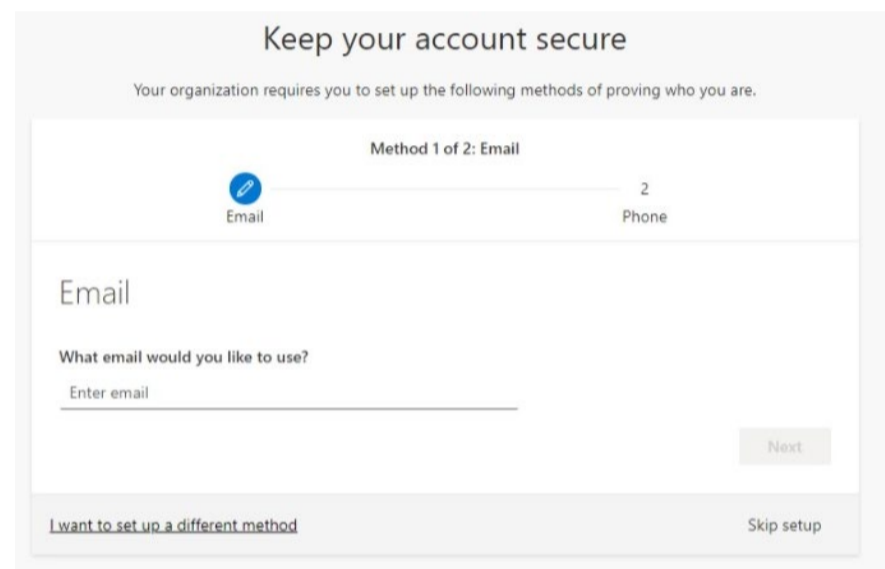 Keep your account secure
Your organization requires you to set up the following methods of proving who you are.
Method 1 of 2: Email
2
Email
Phone
Email
What email would you like to use?
Enter email
Next
I want to set up a different method
Skip setup